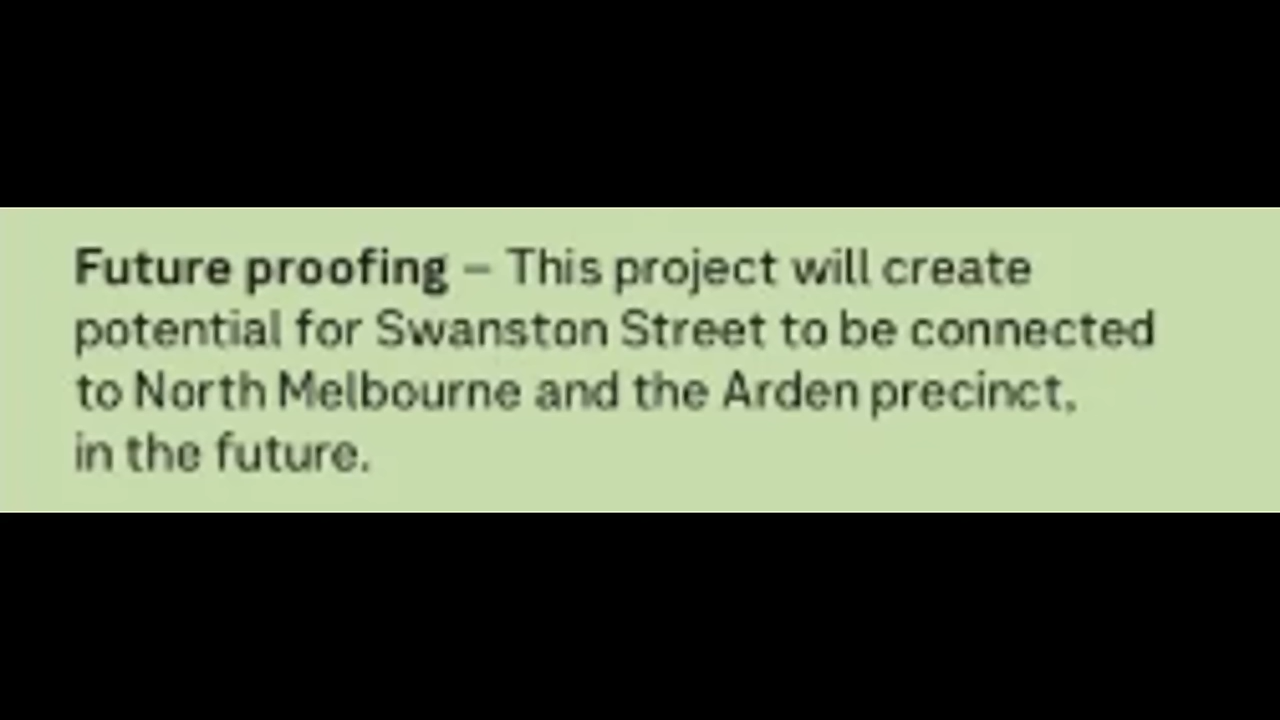 Future proofing – This project will create
potential for Swanston Street to be connected
to North Melbourne and the Arden precinct,
in the future.